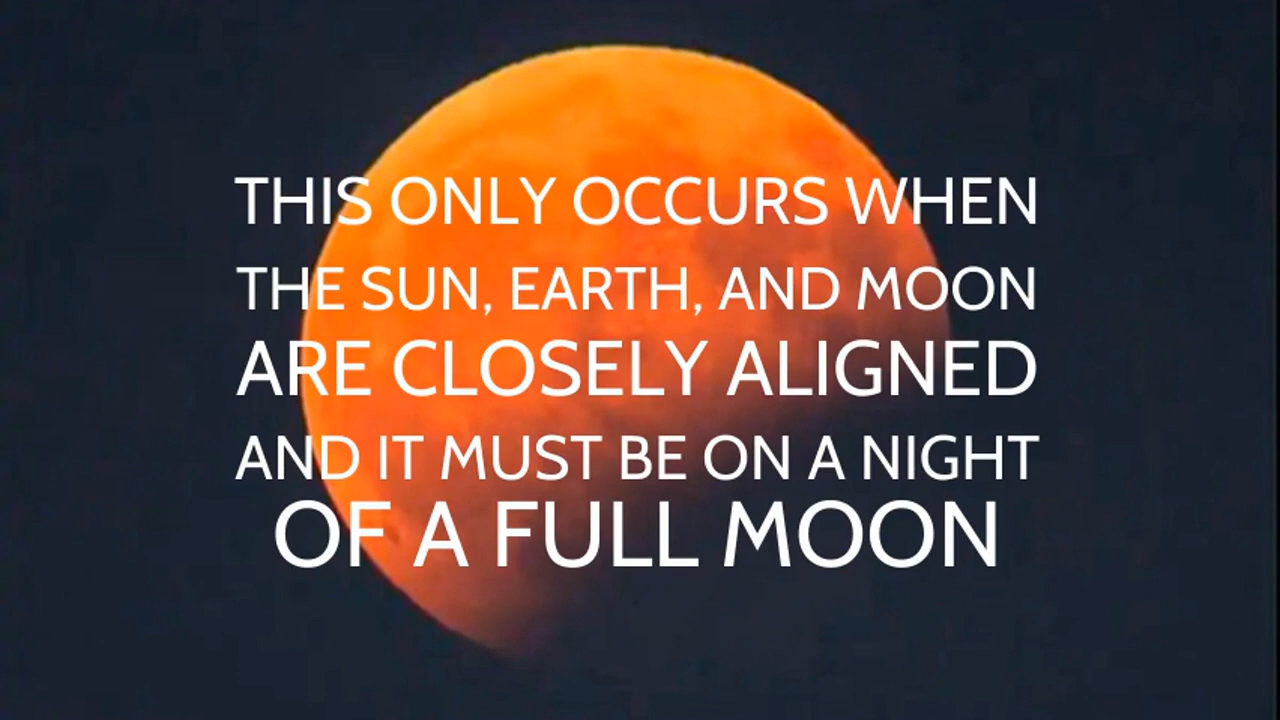 THIS ONLY OCCURS WHEN
THE SUN, EARTH, AND MOON
ARE CLOSELY ALIGNED
AND IT MUST BE ON A NIGHT
OF A FULL MOON